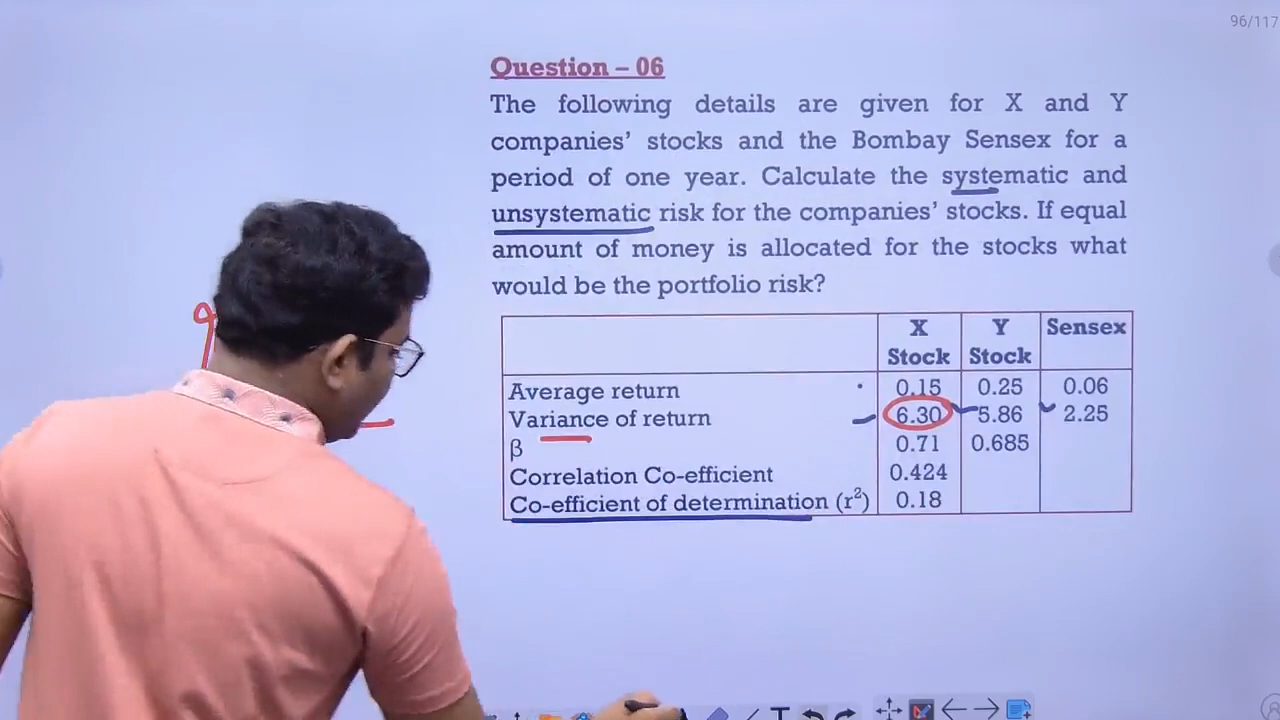 96/117
Question – 06
The following details are given for X and Y
companies' stocks and the Bombay Sensex for a
period of one year. Calculate the systematic and
unsystematic risk for the companies' stocks. If equal
amount of money is allocated for the stocks what
would be the portfolio risk?
X Stock Y Stock Sensex
Average return 0.15 0.25 0.06
Variance of return 6.30 5.86 2.25
β 0.71 0.685
Correlation Co-efficient 0.424
Co-efficient of determination (r²) 0.18